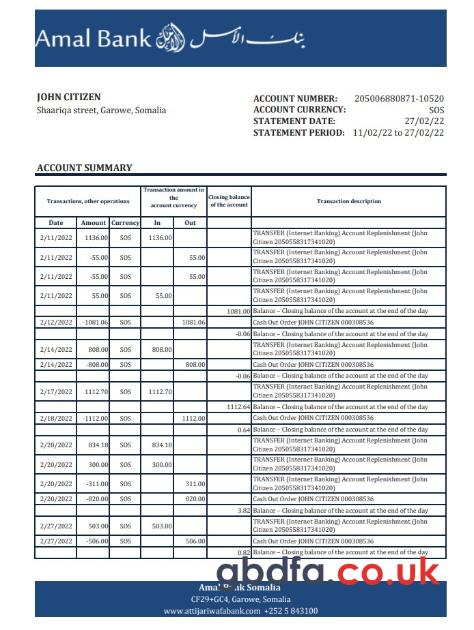 Amal Bank بنك الأمل
JOHN CITIZEN
Shaariqa street, Garowe, Somalia
ACCOUNT NUMBER: 205006880871-10520
ACCOUNT CURRENCY: SOS
STATEMENT DATE: 27/02/22
STATEMENT PERIOD: 11/02/22 to 27/02/22
ACCOUNT SUMMARY
Transactions, other operations
Transaction amount in
the
account currency
Closing balance
of the account
Transaction description
Date Amount Currency In Out
2/11/2022 1136.00 SOS 1136.00 TRANSFER (Internet Banking) Account Replenishment (John
Citizen 2050558317341020)
2/11/2022 -55.00 SOS 55.00 TRANSFER (Internet Banking) Account Replenishment (John
Citizen 2050558317341020)
2/11/2022 -55.00 SOS 55.00 TRANSFER (Internet Banking) Account Replenishment (John
Citizen 2050558317341020)
2/11/2022 55.00 SOS 55.00 TRANSFER (Internet Banking) Account Replenishment (John
Citizen 2050558317341020)
1081.00 Balance – Closing balance of the account at the end of the day
2/12/2022 -1081.06 SOS 1081.06 Cash Out Order JOHN CITIZEN 000308536
-0.06 Balance – Closing balance of the account at the end of the day
2/14/2022 808.00 SOS 808.00 TRANSFER (Internet Banking) Account Replenishment (John
Citizen 2050558317341020)
2/14/2022 -808.00 SOS 808.00 Cash Out Order JOHN CITIZEN 000308536
-0.06 Balance – Closing balance of the account at the end of the day
2/17/2022 1112.70 SOS 1112.70 TRANSFER (Internet Banking) Account Replenishment (John
Citizen 2050558317341020)
1112.64 Balance – Closing balance of the account at the end of the day
2/18/2022 -1112.00 SOS 1112.00 Cash Out Order JOHN CITIZEN 000308536
0.64 Balance – Closing balance of the account at the end of the day
2/20/2022 834.18 SOS 834.18 TRANSFER (Internet Banking) Account Replenishment (John
Citizen 2050558317341020)
2/20/2022 300.00 SOS 300.00 TRANSFER (Internet Banking) Account Replenishment (John
Citizen 2050558317341020)
2/20/2022 -311.00 SOS 311.00 TRANSFER (Internet Banking) Account Replenishment (John
Citizen 2050558317341020)
2/20/2022 -820.00 SOS 820.00 Cash Out Order JOHN CITIZEN 000308536
3.82 Balance – Closing balance of the account at the end of the day
2/27/2022 503.00 SOS 503.00 TRANSFER (Internet Banking) Account Replenishment (John
Citizen 2050558317341020)
2/27/2022 -506.00 SOS 506.00 Cash Out Order JOHN CITIZEN 000308536
0.82 Balance – Closing balance of the account at the end of the day
gbdfa.co.uk
Amal Bank Somalia
CF29+GC4, Garowe, Somalia
www.attijariwafabank.com +252 5 843100